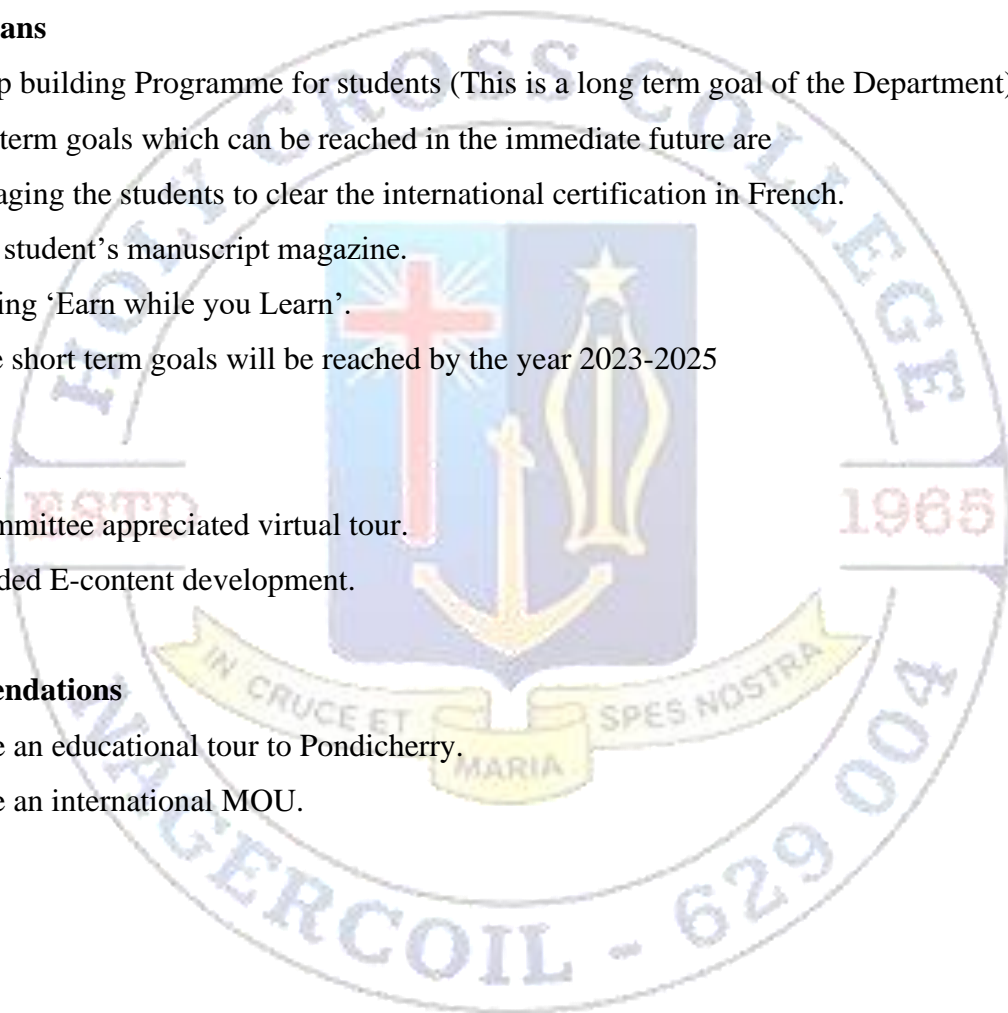 ans
p building Programme for students (This is a long term goal of the Department)
term goals which can be reached in the immediate future are
aging the students to clear the international certification in French.
student’s manuscript magazine.
ing ‘Earn while you Learn’.
e short term goals will be reached by the year 2023-2025
mmittee appreciated virtual tour.
ded E-content development.
endations
e an educational tour to Pondicherry.
e an international MOU.
HOLY CROSS COLLEGE
ESTD 1965
IN CRUCE ET MARIA SPES NOSTRA
NAGERCOIL - 629 004